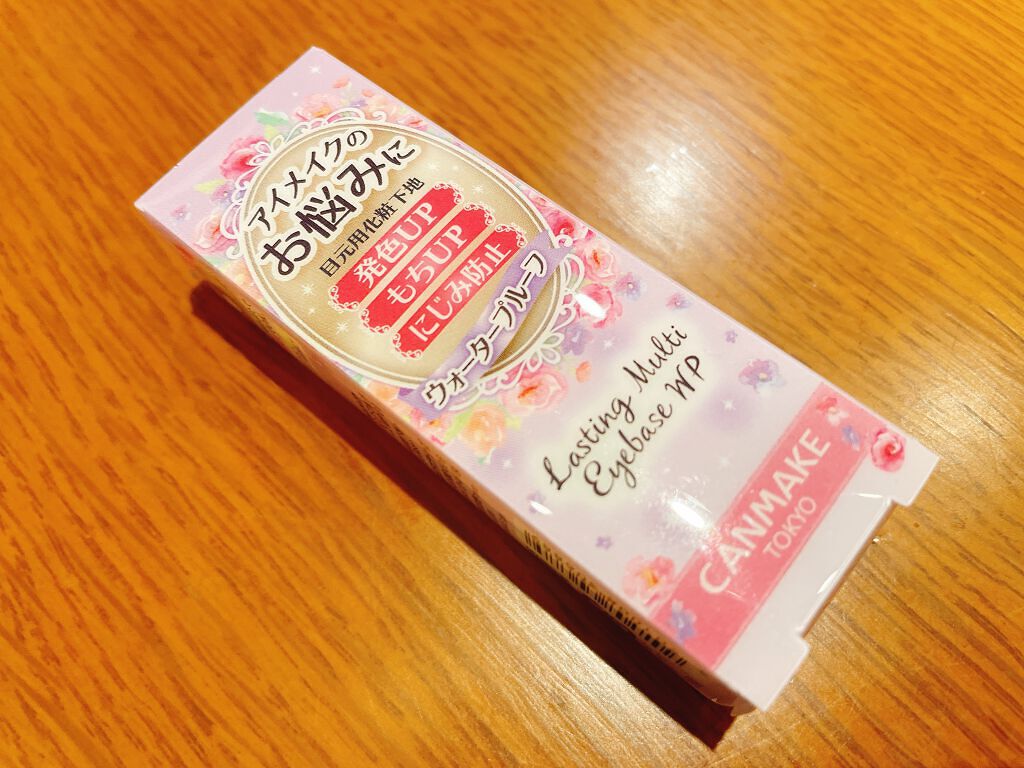 アイメイクの
お悩みに
目元用化粧下地
発色UP
もちUP
にじみ防止
ウォータープルーフ
Lasting Multi
Eyebase WP
CANMAKE
TOKYO